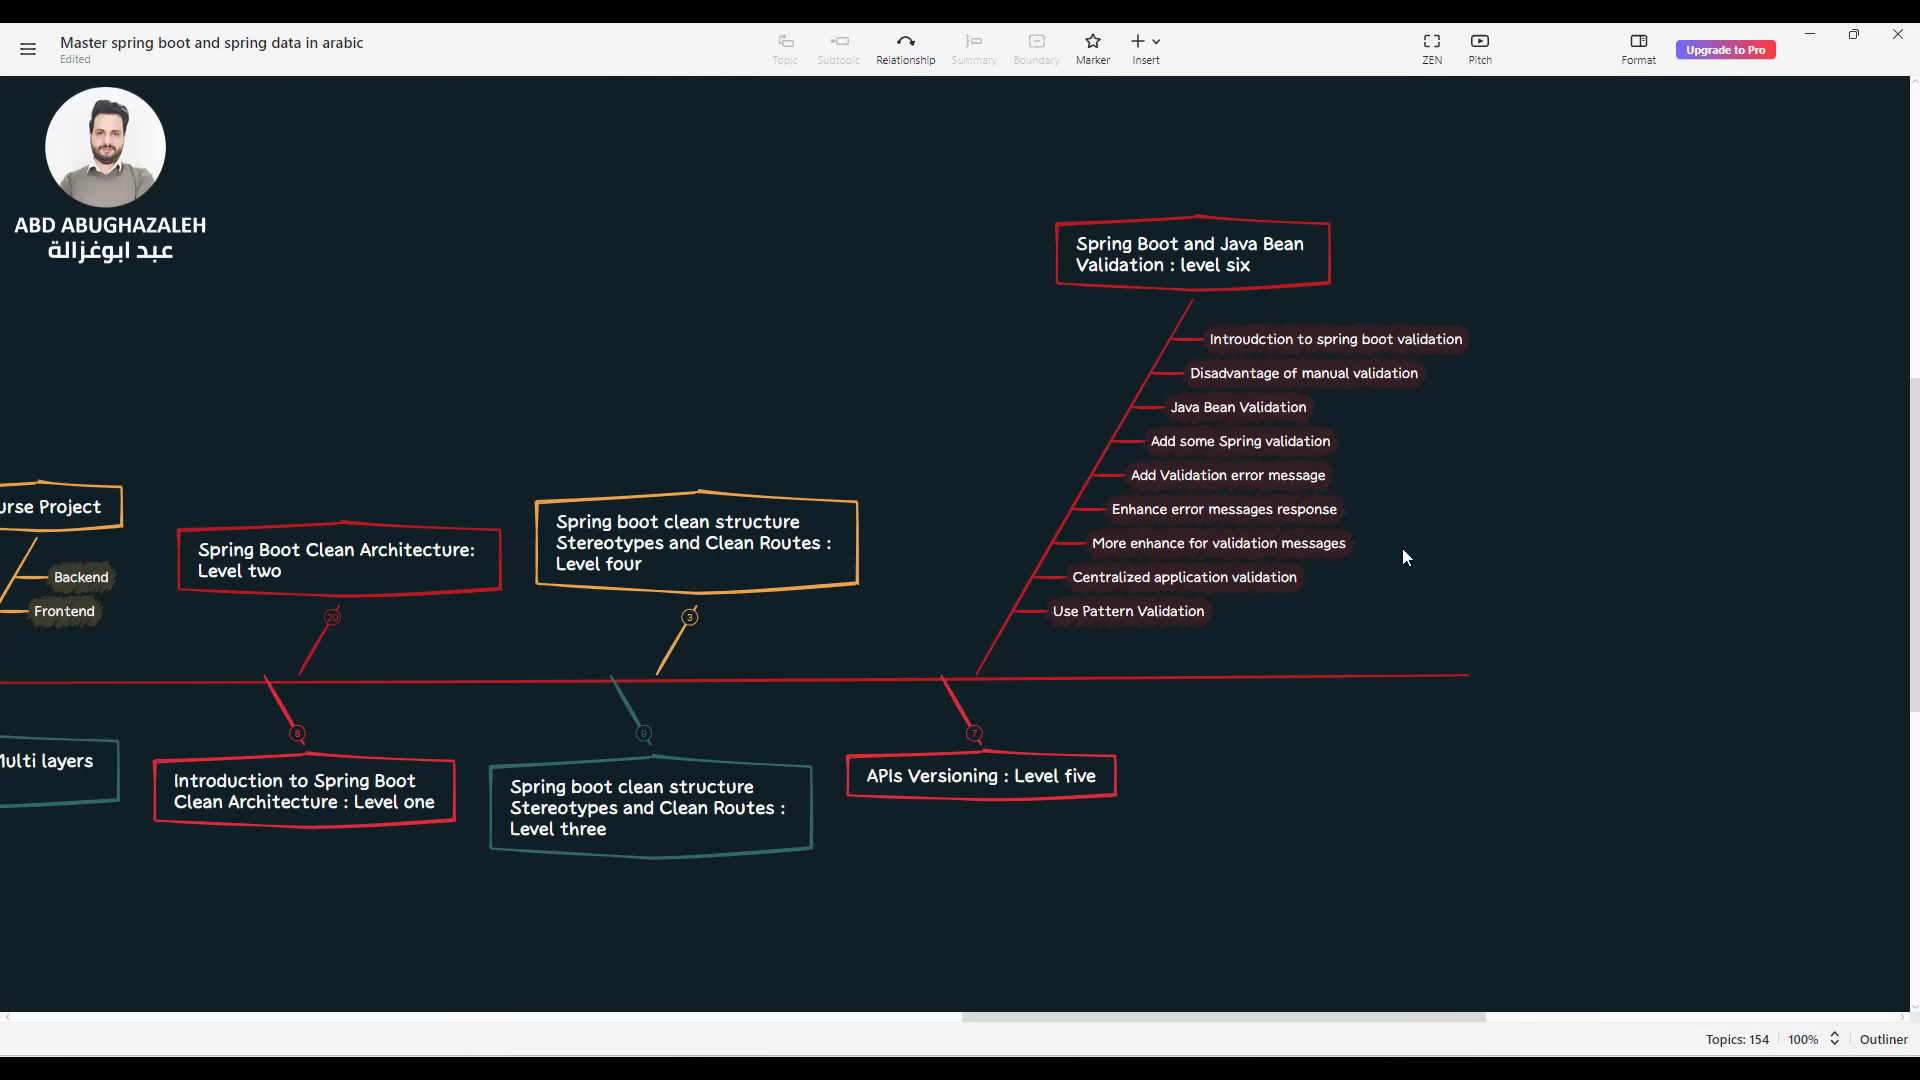 Master spring boot and spring data in arabic
Edited
Topic
Subtopic
Relationship
Summary
Boundary
Marker
Insert
ZEN
Pitch
Format
Upgrade to Pro
ABD ABUGHAZALEH
عبد ابوغزالة
Spring Boot and Java Bean
Validation : level six
Introudction to spring boot validation
Disadvantage of manual validation
Java Bean Validation
Add some Spring validation
Add Validation error message
Enhance error messages response
More enhance for validation messages
Centralized application validation
Use Pattern Validation
urse Project
Backend
Frontend
Spring Boot Clean Architecture:
Level two
20
Spring boot clean structure
Stereotypes and Clean Routes :
Level four
3
Multi layers
8
Introduction to Spring Boot
Clean Architecture : Level one
9
Spring boot clean structure
Stereotypes and Clean Routes :
Level three
7
APIs Versioning : Level five
Topics: 154
100%
Outliner